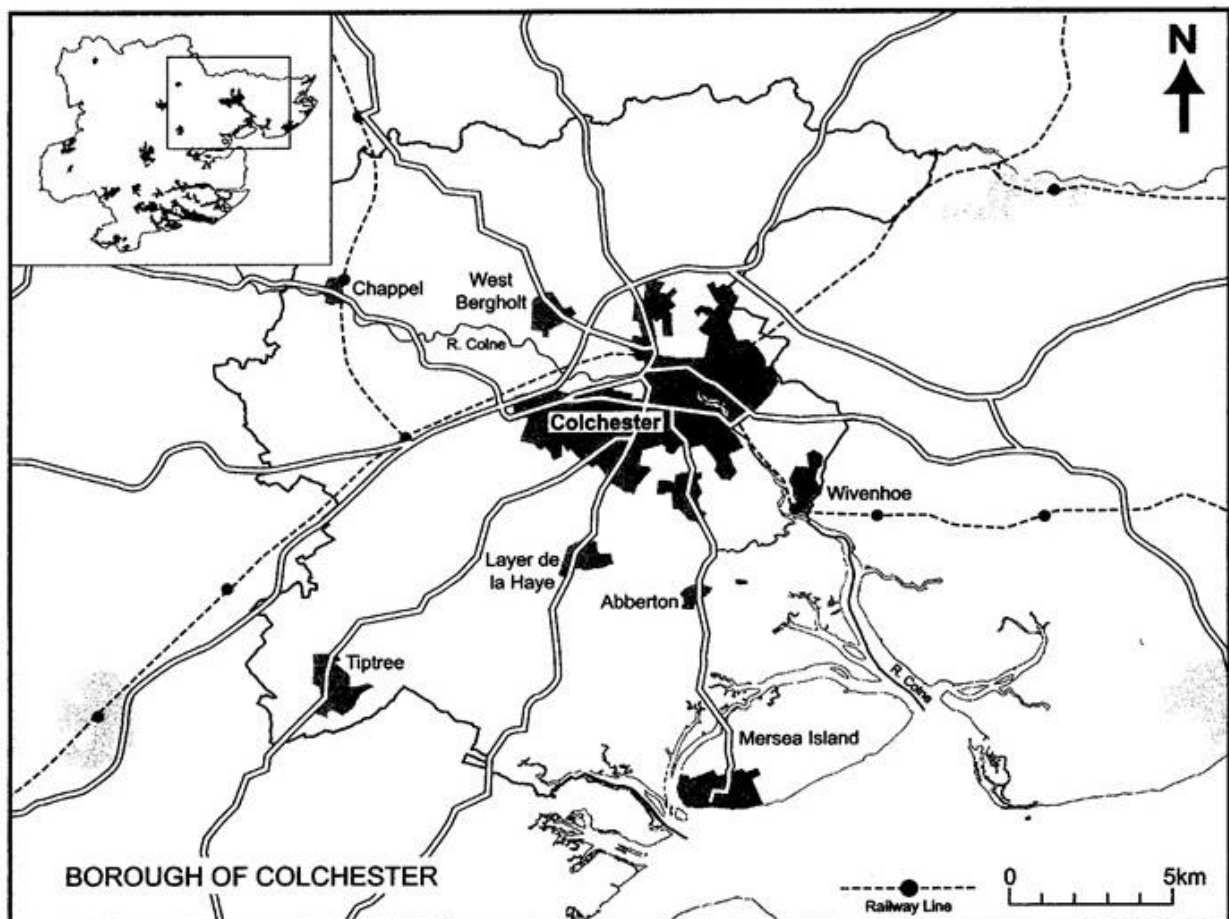 N
Chappel
West
Bergholt
R. Colne
Colchester
Wivenhoe
Layer de
la Haye
Abberton
Tiptree
R. Colne
Mersea Island
BOROUGH OF COLCHESTER
Railway Line
0
5km